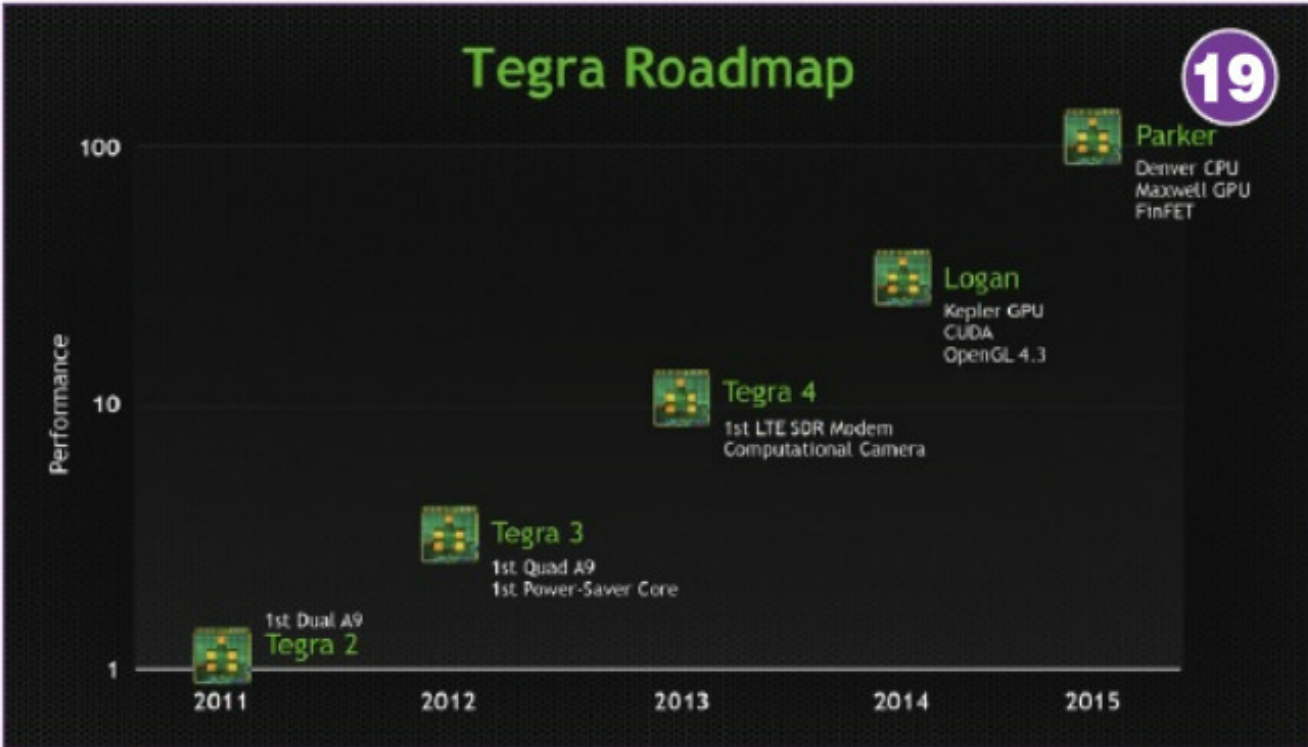 Tegra Roadmap
19
100
Parker
Denver CPU
Maxwell GPU
FinFET
Logan
Kepler GPU
CUDA
OpenGL 4.3
Performance
10
Tegra 4
1st LTE SDR Modem
Computational Camera
Tegra 3
1st Quad A9
1st Power-Saver Core
1st Dual A9
Tegra 2
1
2011 2012 2013 2014 2015